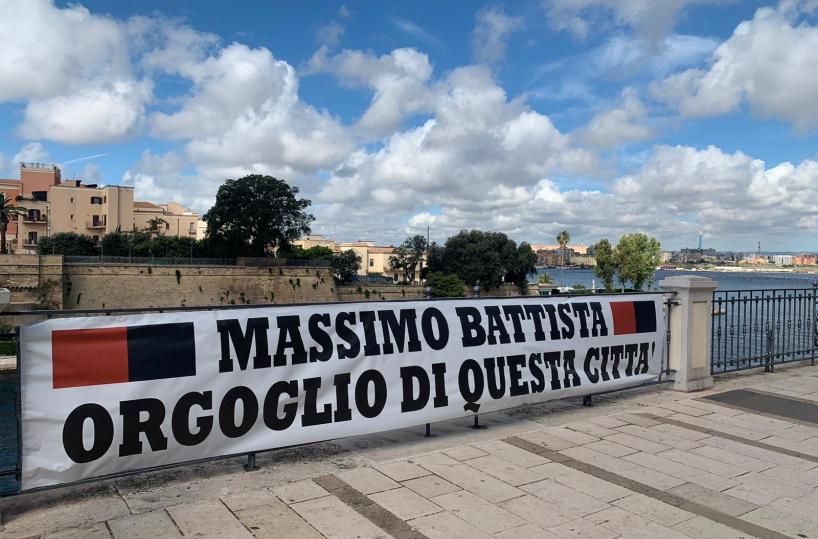 MASSIMO BATTISTA
ORGOGLIO DI QUESTA CITTA'